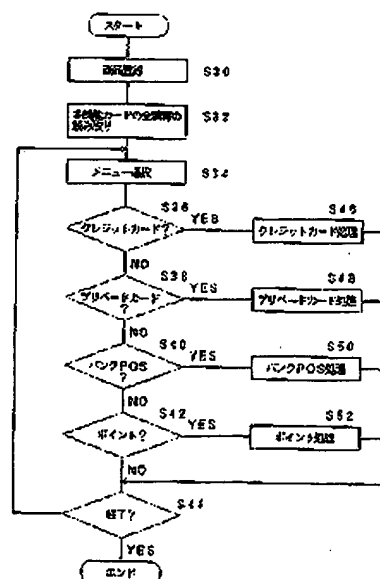 スタート
S30
S32
メニュー選択
S34
S36
クレジットカード?
YES
S46
クレジットカード処理
NO
S38
プリペードカード
?
YES
S48
プリペードカード処理
NO
S40
バンクPOS
?
YES
S50
バンクPOS処理
NO
S42
ポイント?
YES
S52
ポイント処理
NO
S44
終了?
YES
エンド